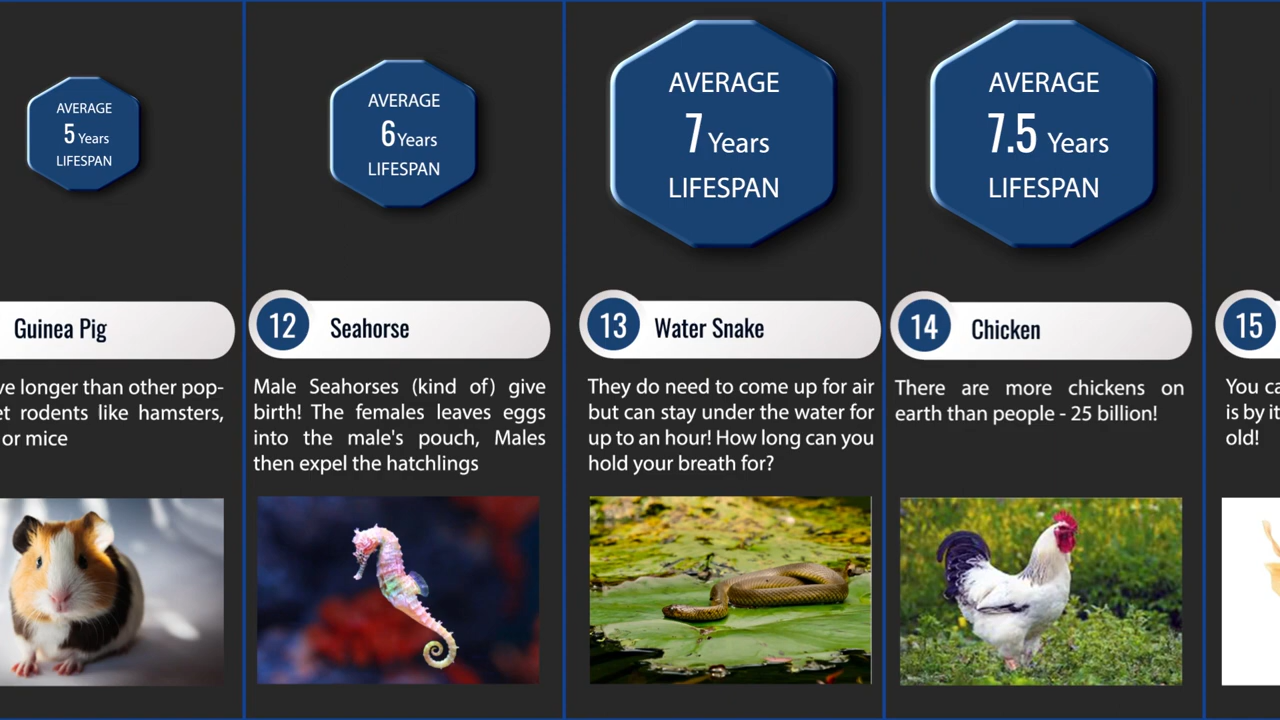 AVERAGE
5 Years
LIFESPAN
Guinea Pig
longer than other pop-
rodents like hamsters,
or mice
AVERAGE
6 Years
LIFESPAN
12 Seahorse
Male Seahorses (kind of) give
birth! The females leaves eggs
into the male's pouch, Males
then expel the hatchlings
AVERAGE
7 Years
LIFESPAN
13 Water Snake
They do need to come up for air
but can stay under the water for
up to an hour! How long can you
hold your breath for?
AVERAGE
7.5 Years
LIFESPAN
14 Chicken
There are more chickens on
earth than people - 25 billion!
15
You
is by
old!